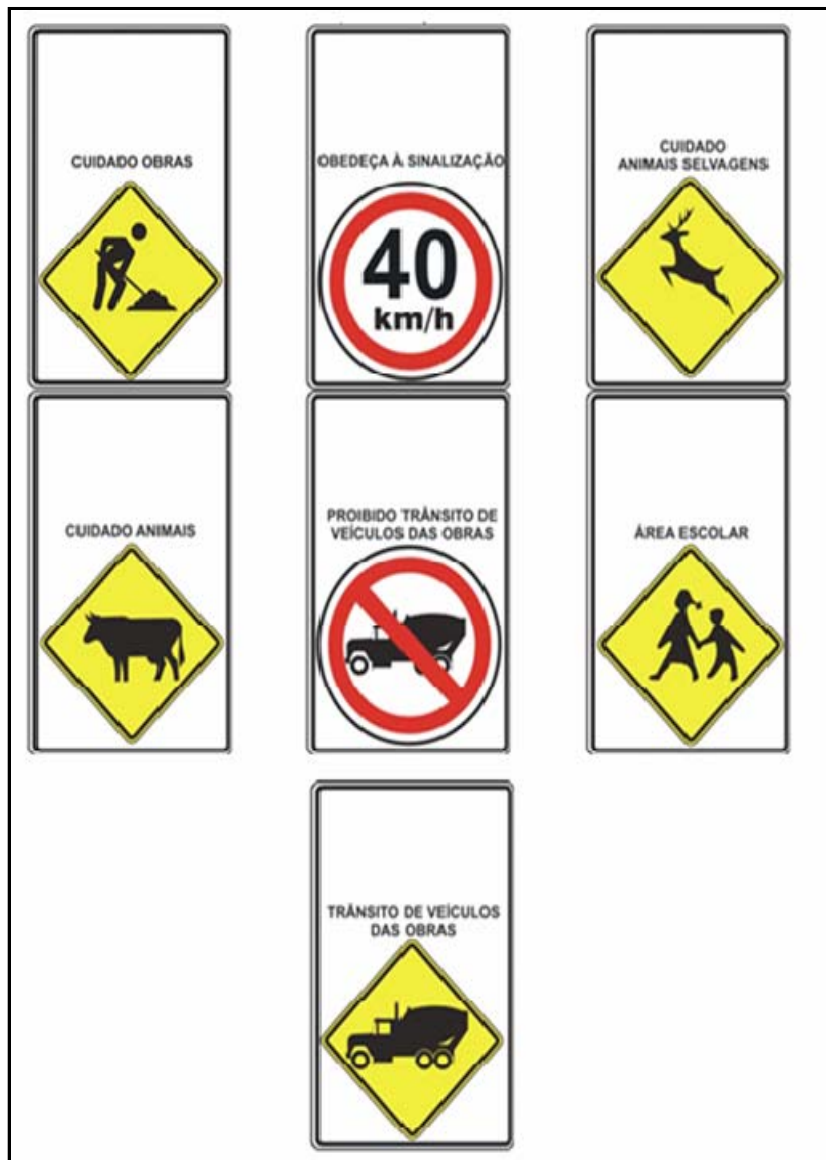 CUIDADO OBRAS
OBEDEÇA À SINALIZAÇÃO
40
km/h
CUIDADO
ANIMAIS SELVAGENS
CUIDADO ANIMAIS
PROIBIDO TRÂNSITO DE
VEÍCULOS DAS OBRAS
ÁREA ESCOLAR
TRÂNSITO DE VEÍCULOS
DAS OBRAS